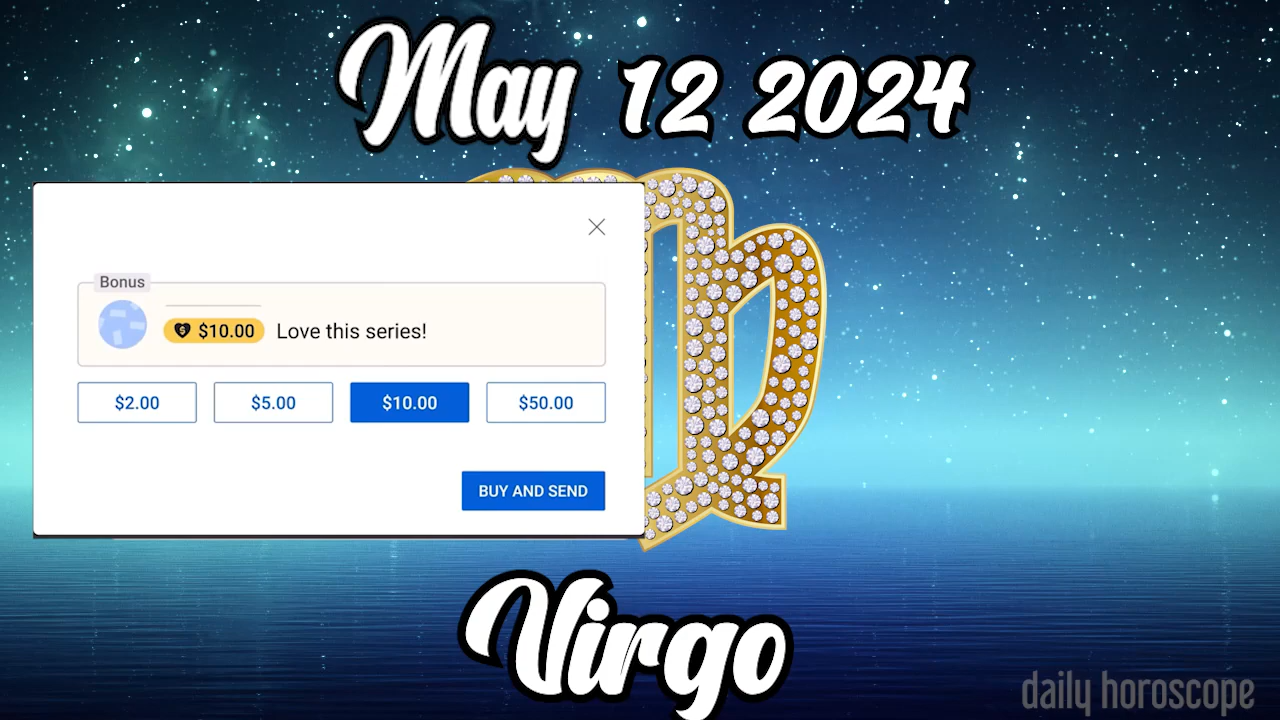 May 12 2024
Bonus
$10.00 Love this series!
$2.00 $5.00 $10.00 $50.00
BUY AND SEND
Virgo
daily horoscope